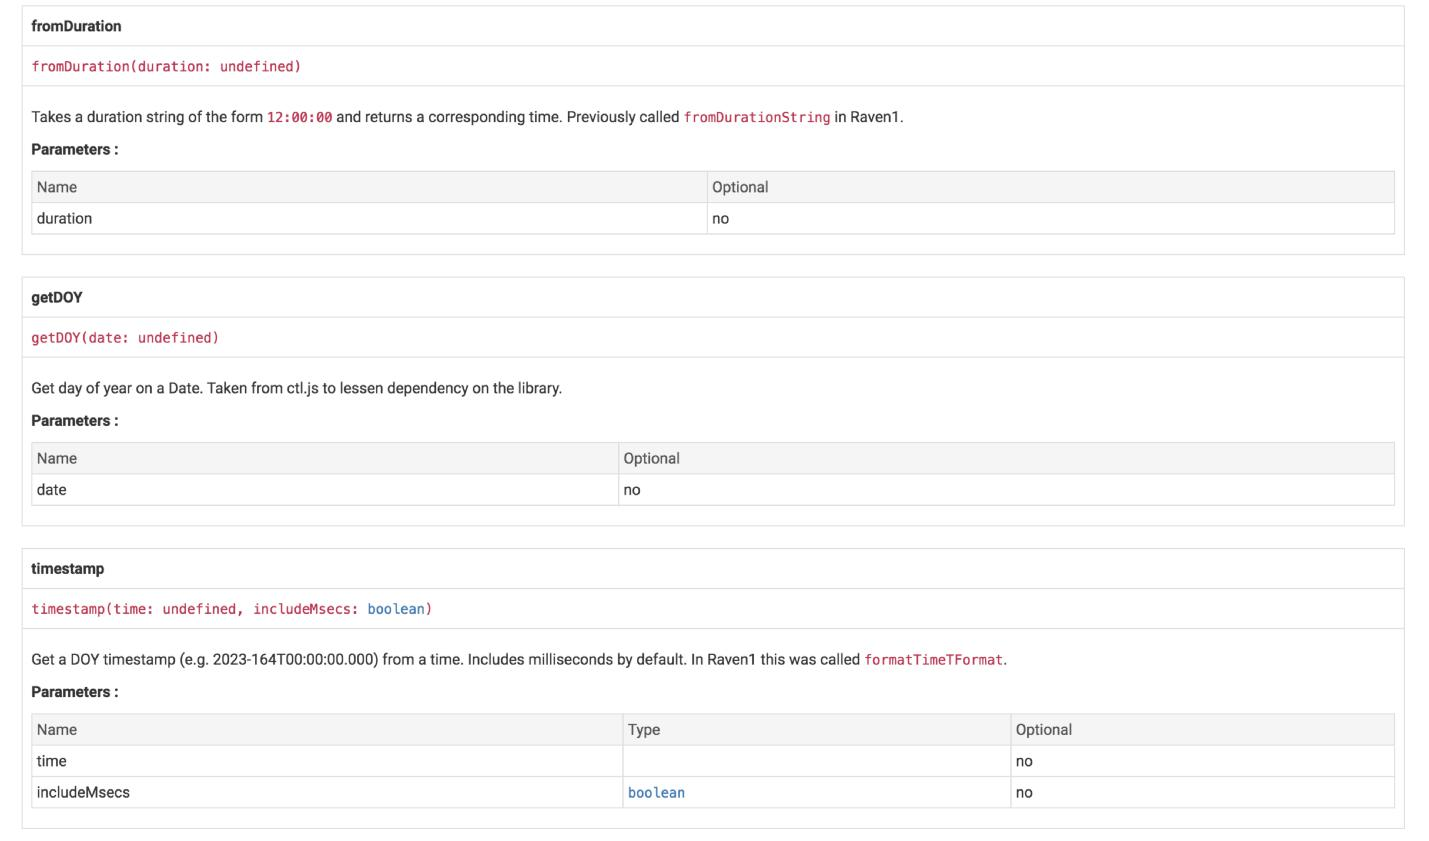 fromDuration
fromDuration(duration: undefined)
Takes a duration string of the form 12:00:00 and returns a corresponding time. Previously called fromDurationString in Raven1.
Parameters :
Name Optional
duration no
getDOY
getDOY(date: undefined)
Get day of year on a Date. Taken from ctl.js to lessen dependency on the library.
Parameters :
Name Optional
date no
timestamp
timestamp(time: undefined, includeMsecs: boolean)
Get a DOY timestamp (e.g. 2023-164T00:00:00.000) from a time. Includes milliseconds by default. In Raven1 this was called formatTimeTFormat.
Parameters :
Name Type Optional
time no
includeMsecs boolean no